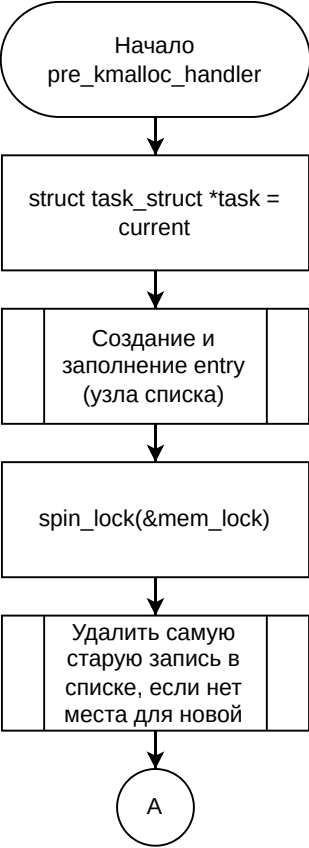 Начало
pre_kmalloc_handler
struct task_struct *task =
current
Создание и
заполнение entry
(узла списка)
spin_lock(&mem_lock)
Удалить самую
старую запись в
списке, если нет
места для новой
А